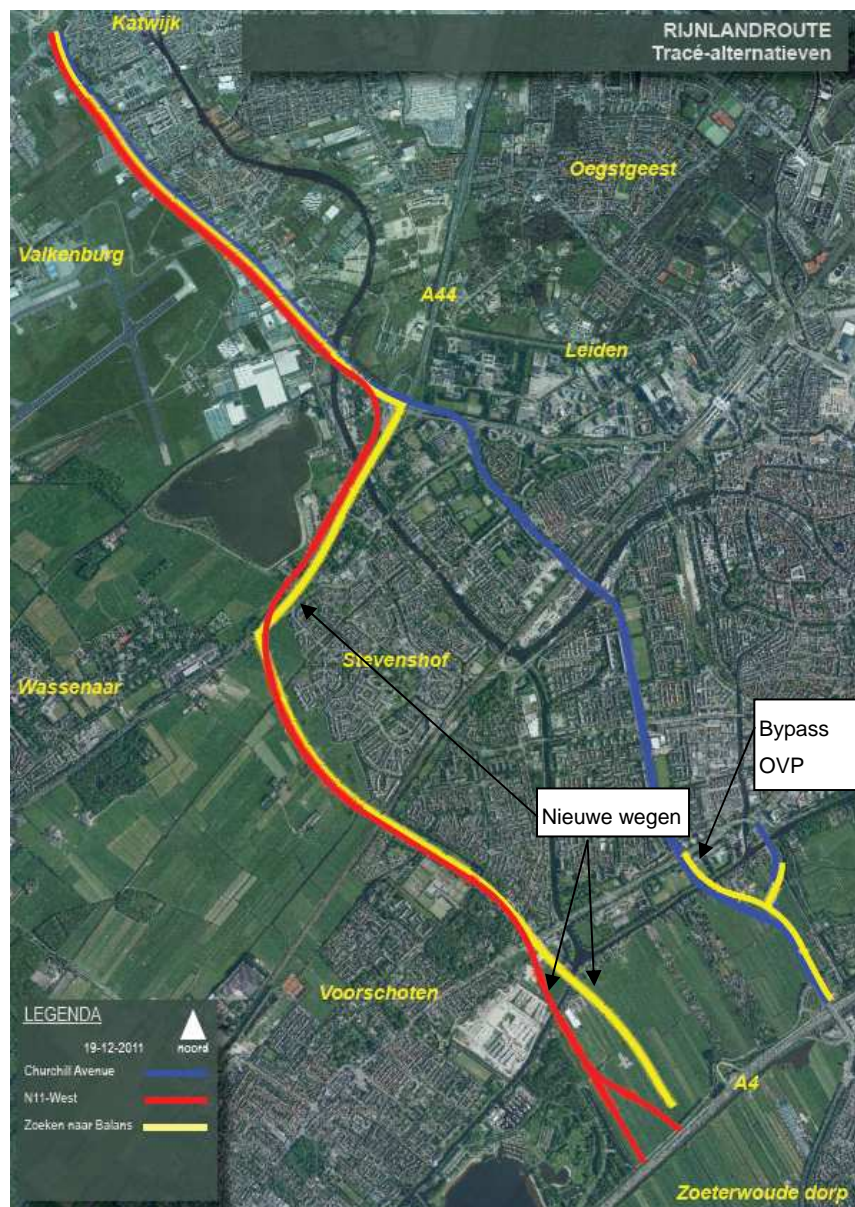 Katwijk
RIJNLANDROUTE
Tracé-alternatieven
Oegstgeest
Valkenburg
A44
Leiden
Stevenshof
Wassenaar
Bypass
OVP
Nieuwe wegen
Voorschoten
LEGENDA
19-12-2011 noord
Churchill Avenue
N11-West
Zoeken naar Balans
A4
Zoeterwoude dorp